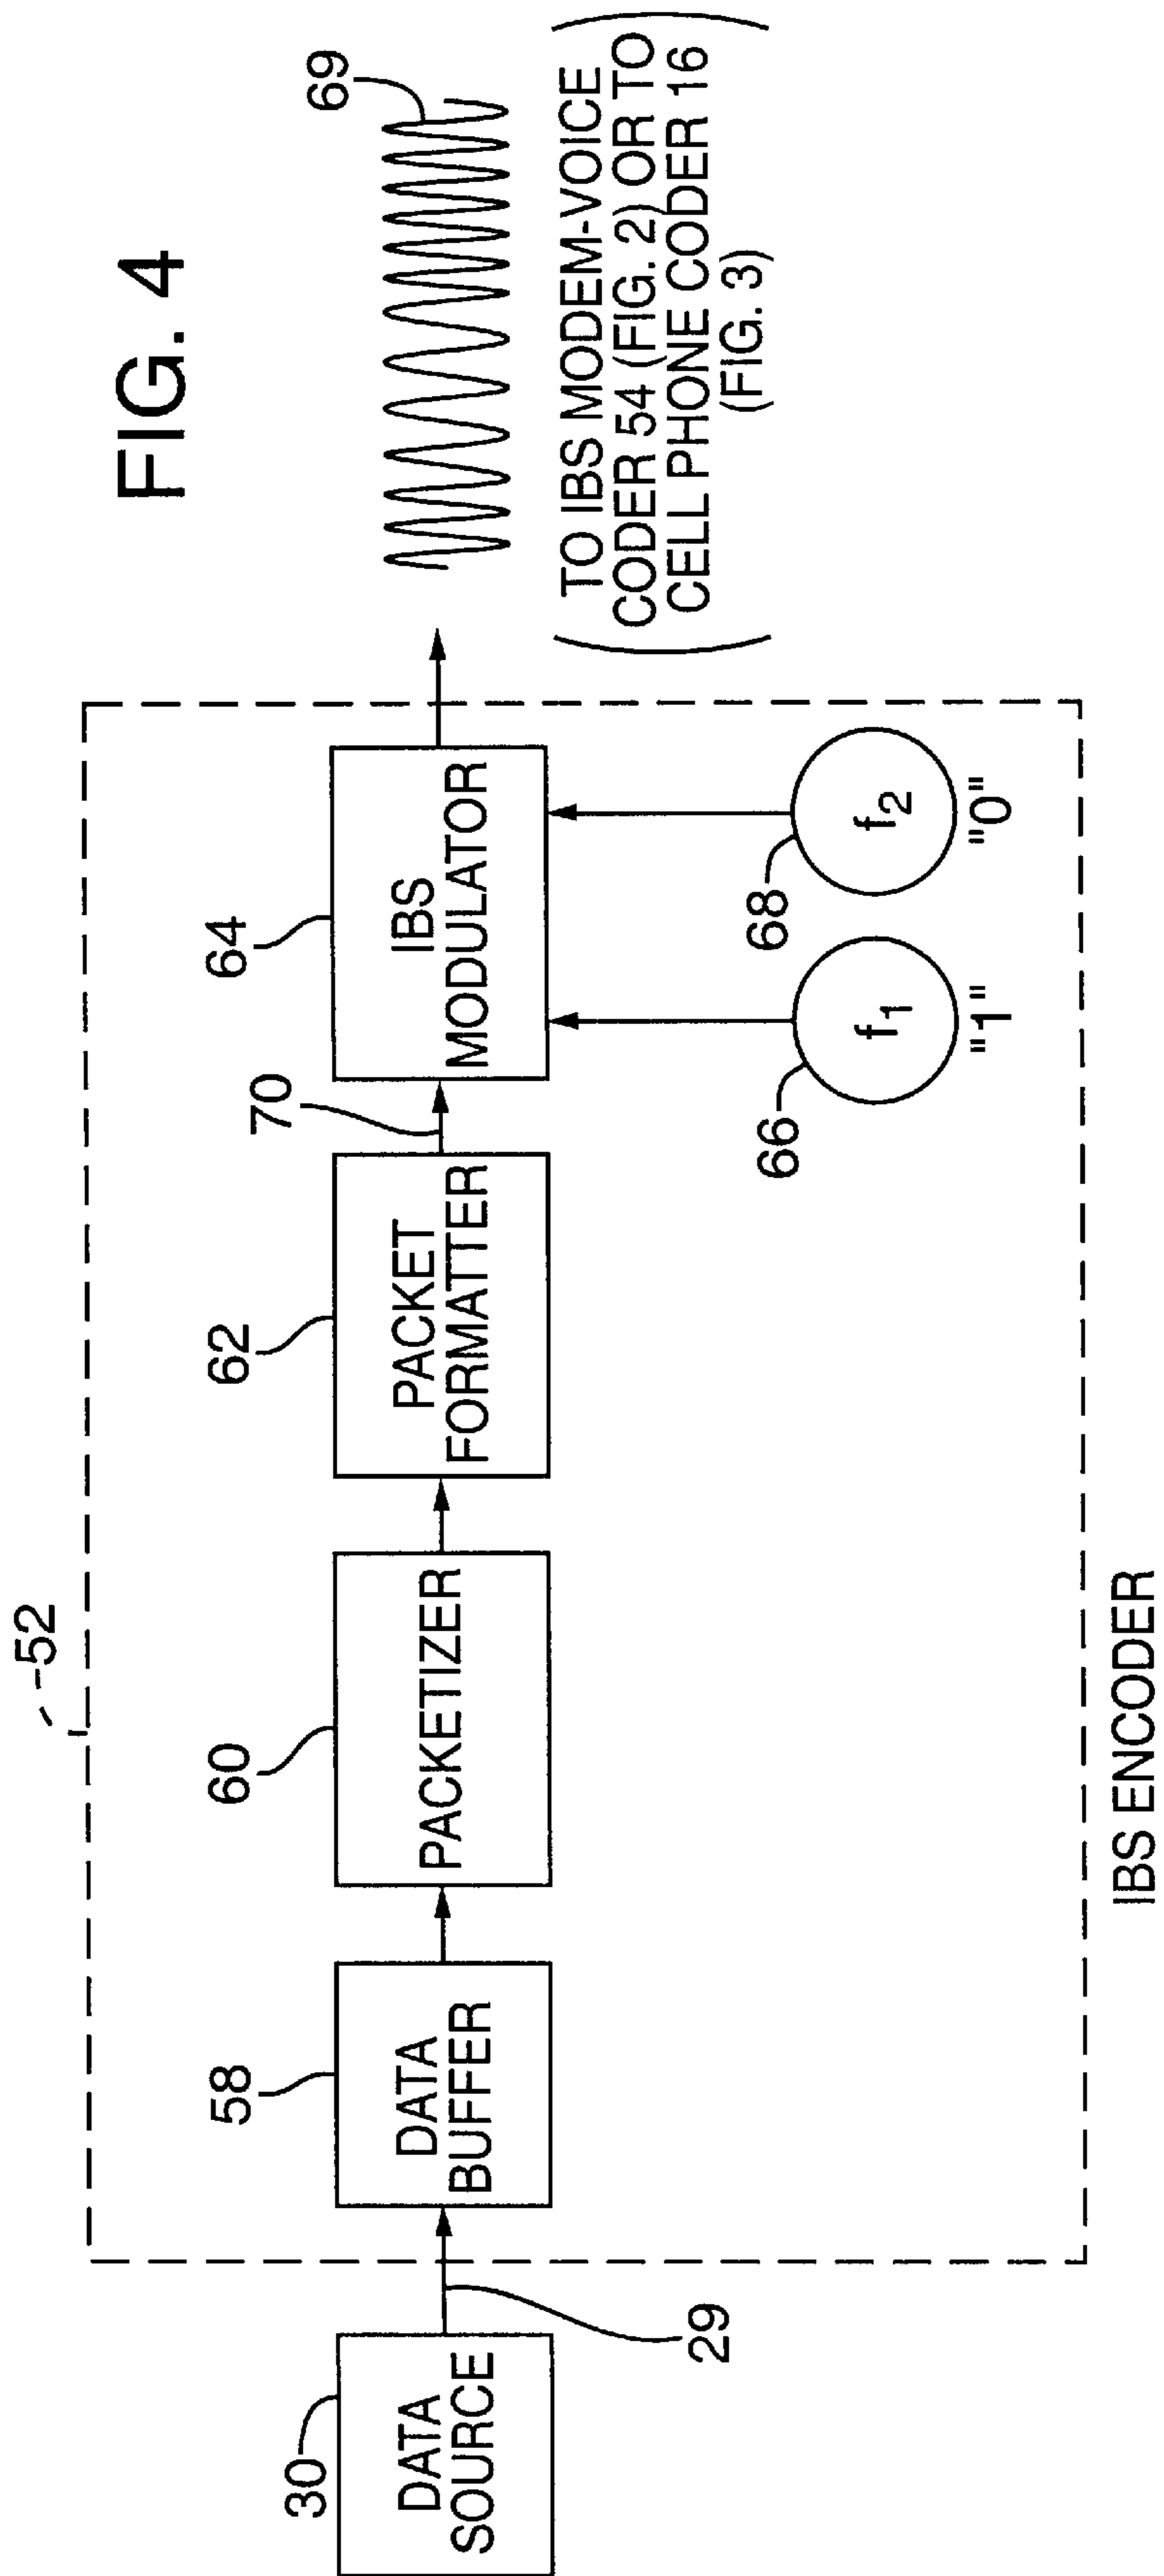 FIG. 4
52
30
DATA
SOURCE
29
58
DATA
BUFFER
60
PACKETIZER
62
PACKET
FORMATTER
70
64
IBS
MODULATOR
66
f1
"1"
68
f2
"0"
69
(TO IBS MODEM-VOICE
CODER 54 (FIG. 2) OR TO
CELL PHONE CODER 16
(FIG. 3))
IBS ENCODER